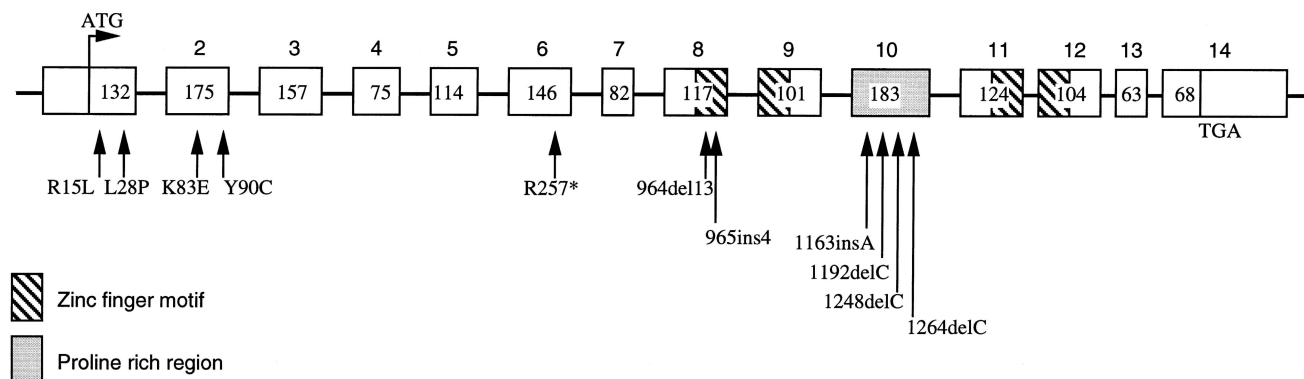 ATG
2 3 4 5 6 7 8 9 10 11 12 13 14
132 175 157 75 114 146 82 117 101 183 124 104 63 68
TGA
R15L L28P K83E Y90C R257* 964del13
965ins4
1163insA
1192delC
1248delC
1264delC
Zinc finger motif
Proline rich region